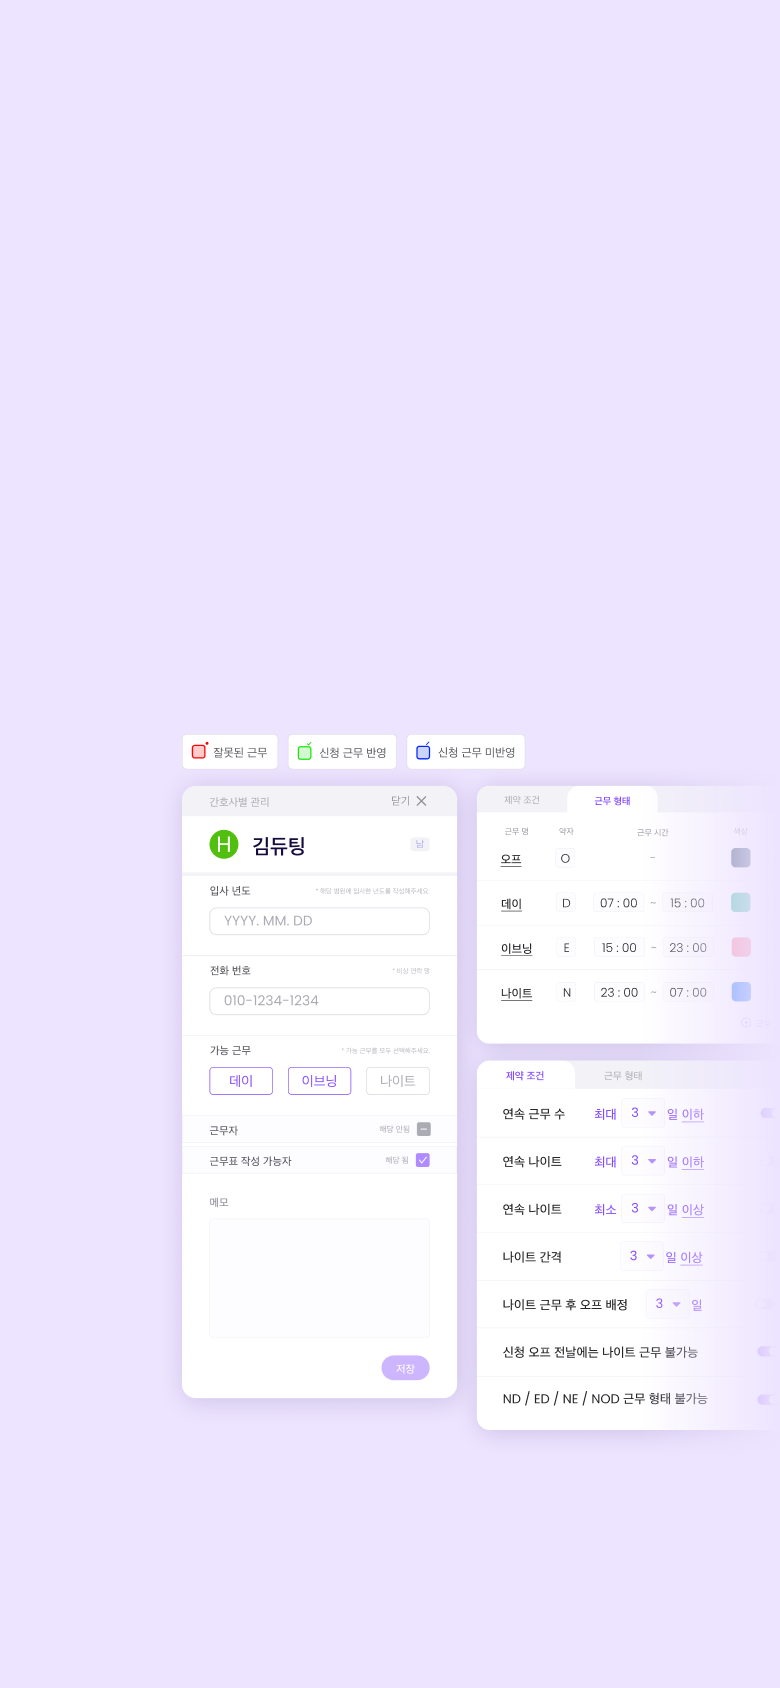 잘못된 근무
신청 근무 반영
신청 근무 미반영
간호사별 관리
닫기
H
김듀팅
남
입사 년도
* 해당 병원에 입사한 년도를 작성해주세요.
YYYY. MM. DD
전화 번호
* 비상 연락 망
010-1234-1234
가능 근무
* 가능 근무를 모두 선택해주세요.
데이
이브닝
나이트
근무자
해당 안됨
근무표 작성 가능자
해당 됨
메모
저장
제약 조건
근무 형태
근무 명 약자 근무 시간 색상
오프 O -
데이 D 07 : 00 ~ 15 : 00
이브닝 E 15 : 00 ~ 23 : 00
나이트 N 23 : 00 ~ 07 : 00
제약 조건
근무 형태
연속 근무 수 최대 3 일 이하
연속 나이트 최대 3 일 이하
연속 나이트 최소 3 일 이상
나이트 간격 3 일 이상
나이트 근무 후 오프 배정 3 일
신청 오프 전날에는 나이트 근무 불가능
ND / ED / NE / NOD 근무 형태 불가능